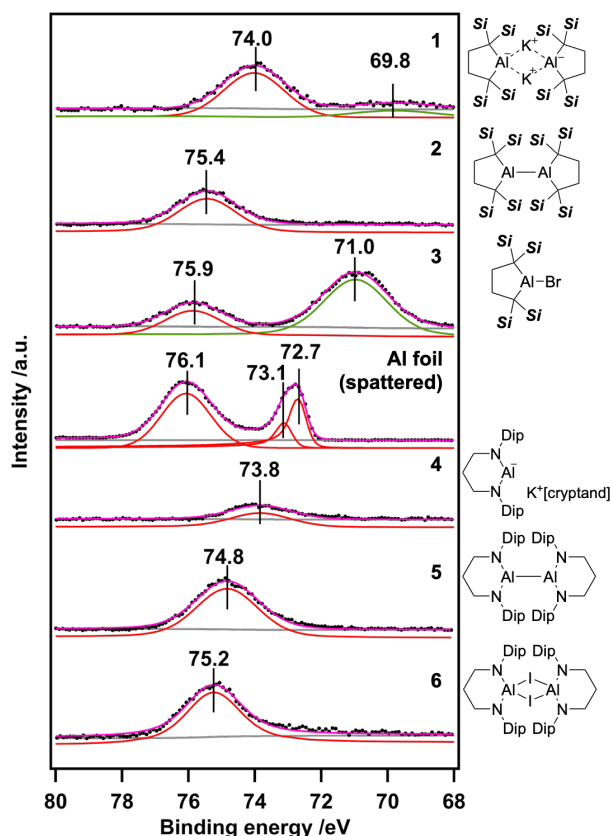 1
74.0
69.8
Si Si Si Si
Al⁻ K⁺ Al⁻
K⁺
Si Si Si Si
2
75.4
Si Si Si Si
Al Al
Si Si Si Si
3
75.9
71.0
Si Si
Al Br
Si
Si
Al foil
(spattered)
76.1
73.1
72.7
4
73.8
Dip
N
Al⁻
N
K⁺[cryptand]
Dip
5
74.8
Dip Dip
N N
Al Al
N N
Dip Dip
6
75.2
Dip Dip
N I N
Al Al
N I N
Dip Dip
Intensity /a.u.
80 78 76 74 72 70 68
Binding energy /eV